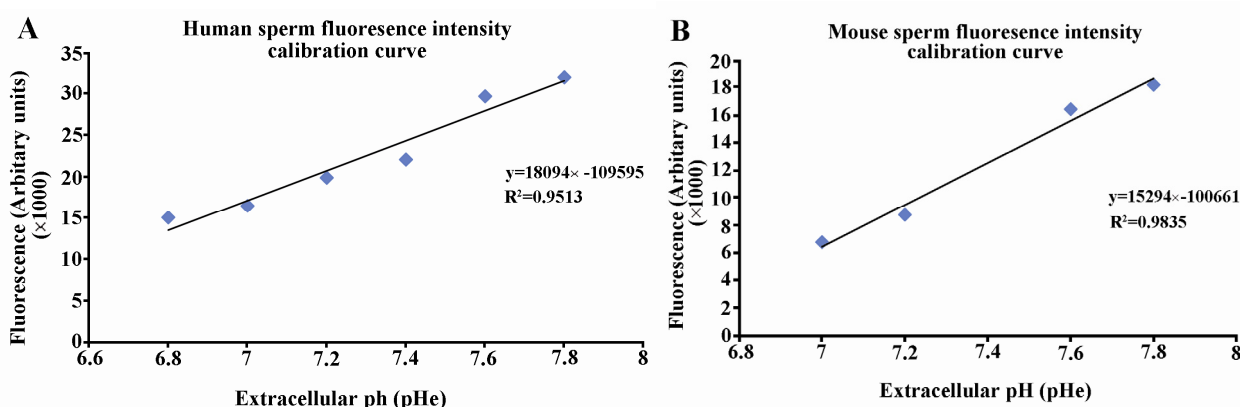 A
Human sperm fluoresence intensity
calibration curve
Fluorescence (Arbitary units)
(×1000)
35
30
25
20
15
10
5
0
6.6
6.8
7
7.2
7.4
7.6
7.8
8
y=18094× -109595
R²=0.9513
Extracellular ph (pHe)
B
Mouse sperm fluoresence intensity
calibration curve
Fluorescence (Arbitary units)
(×1000)
20
18
16
14
12
10
8
6
4
2
0
6.8
7
7.2
7.4
7.6
7.8
8
y=15294×-100661
R²=0.9835
Extracellular pH (pHe)